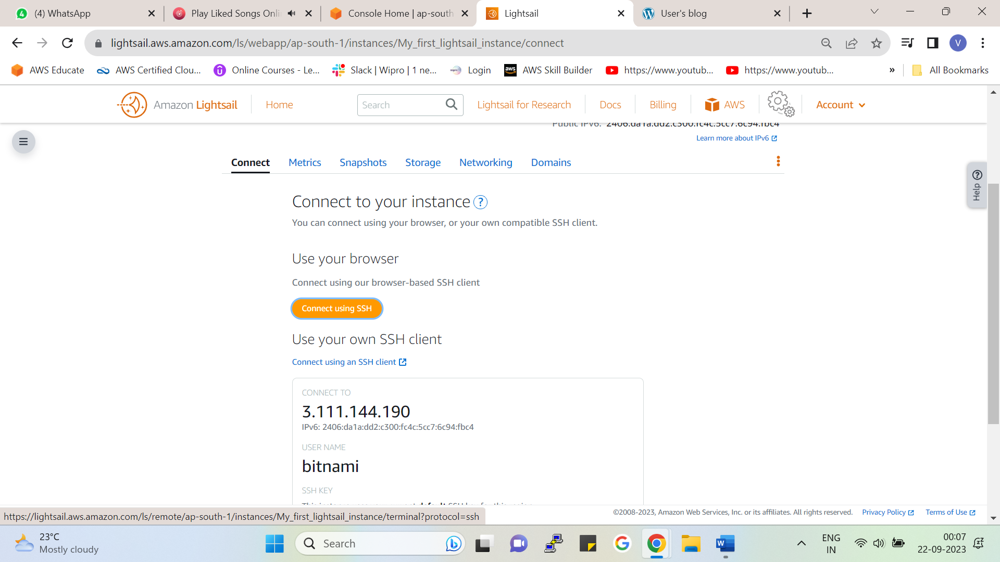 (4) WhatsApp
Play Liked Songs Onli
Console Home | ap-south
Lightsail
User's blog
lightsail.aws.amazon.com/ls/webapp/ap-south-1/instances/My_first_lightsail_instance/connect
V
AWS Educate
AWS Certified Clou...
Online Courses - Le...
Slack | Wipro | 1 ne...
Login
AWS Skill Builder
https://www.youtub...
https://www.youtub...
»
All Bookmarks
Amazon Lightsail
Home
Search
Lightsail for Research
Docs
Billing
AWS
Account
Public IPv6: 2406:da1a:dd2:c300:fc4c:5cc7:6c94:fbc4
Learn more about IPv6
Connect
Metrics
Snapshots
Storage
Networking
Domains
Help
Connect to your instance ?
You can connect using your browser, or your own compatible SSH client.
Use your browser
Connect using our browser-based SSH client
Connect using SSH
Use your own SSH client
Connect using an SSH client
CONNECT TO
3.111.144.190
IPv6: 2406:da1a:dd2:c300:fc4c:5cc7:6c94:fbc4
USER NAME
bitnami
SSH KEY
https://lightsail.aws.amazon.com/ls/remote/ap-south-1/instances/My_first_lightsail_instance/terminal?protocol=ssh
©2008-2023, Amazon Web Services, Inc. or its affiliates. All rights reserved.
Privacy Policy
Terms of Use
23°C
Mostly cloudy
Search
ENG
IN
00:07
22-09-2023